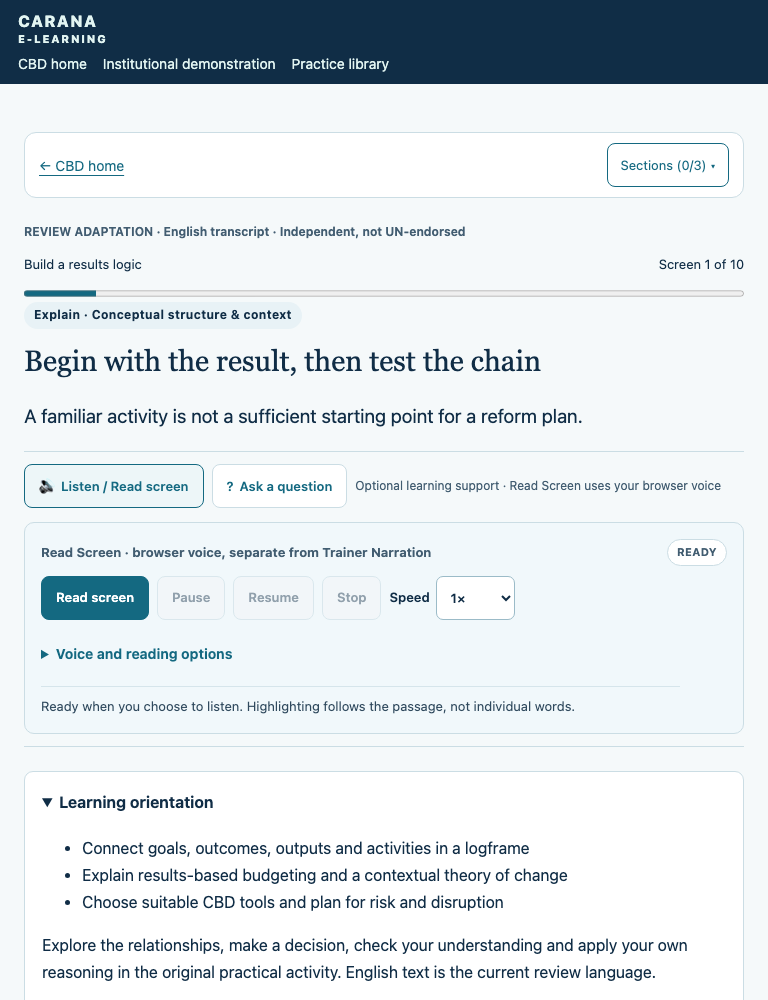 CARANA
E-LEARNING
CBD home Institutional demonstration Practice library
← CBD home
Sections (0/3) ▾
REVIEW ADAPTATION · English transcript · Independent, not UN-endorsed
Build a results logic
Screen 1 of 10
Explain · Conceptual structure & context
Begin with the result, then test the chain
A familiar activity is not a sufficient starting point for a reform plan.
Listen / Read screen
? Ask a question
Optional learning support · Read Screen uses your browser voice
Read Screen · browser voice, separate from Trainer Narration
READY
Read screen Pause Resume Stop Speed 1×
▶ Voice and reading options
Ready when you choose to listen. Highlighting follows the passage, not individual words.
▼ Learning orientation
• Connect goals, outcomes, outputs and activities in a logframe
• Explain results-based budgeting and a contextual theory of change
• Choose suitable CBD tools and plan for risk and disruption
Explore the relationships, make a decision, check your understanding and apply your own
reasoning in the original practical activity. English text is the current review language.